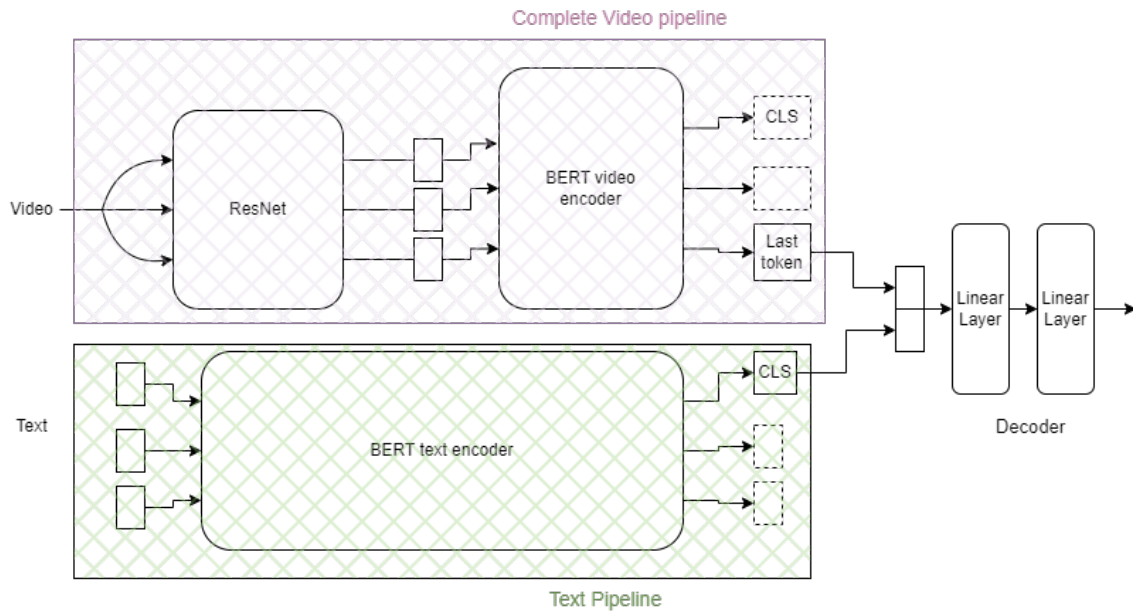 Complete Video pipeline
Video
ResNet
BERT video
encoder
CLS
Last
token
Linear
Layer
Linear
Layer
Decoder
Text
BERT text encoder
CLS
Text Pipeline